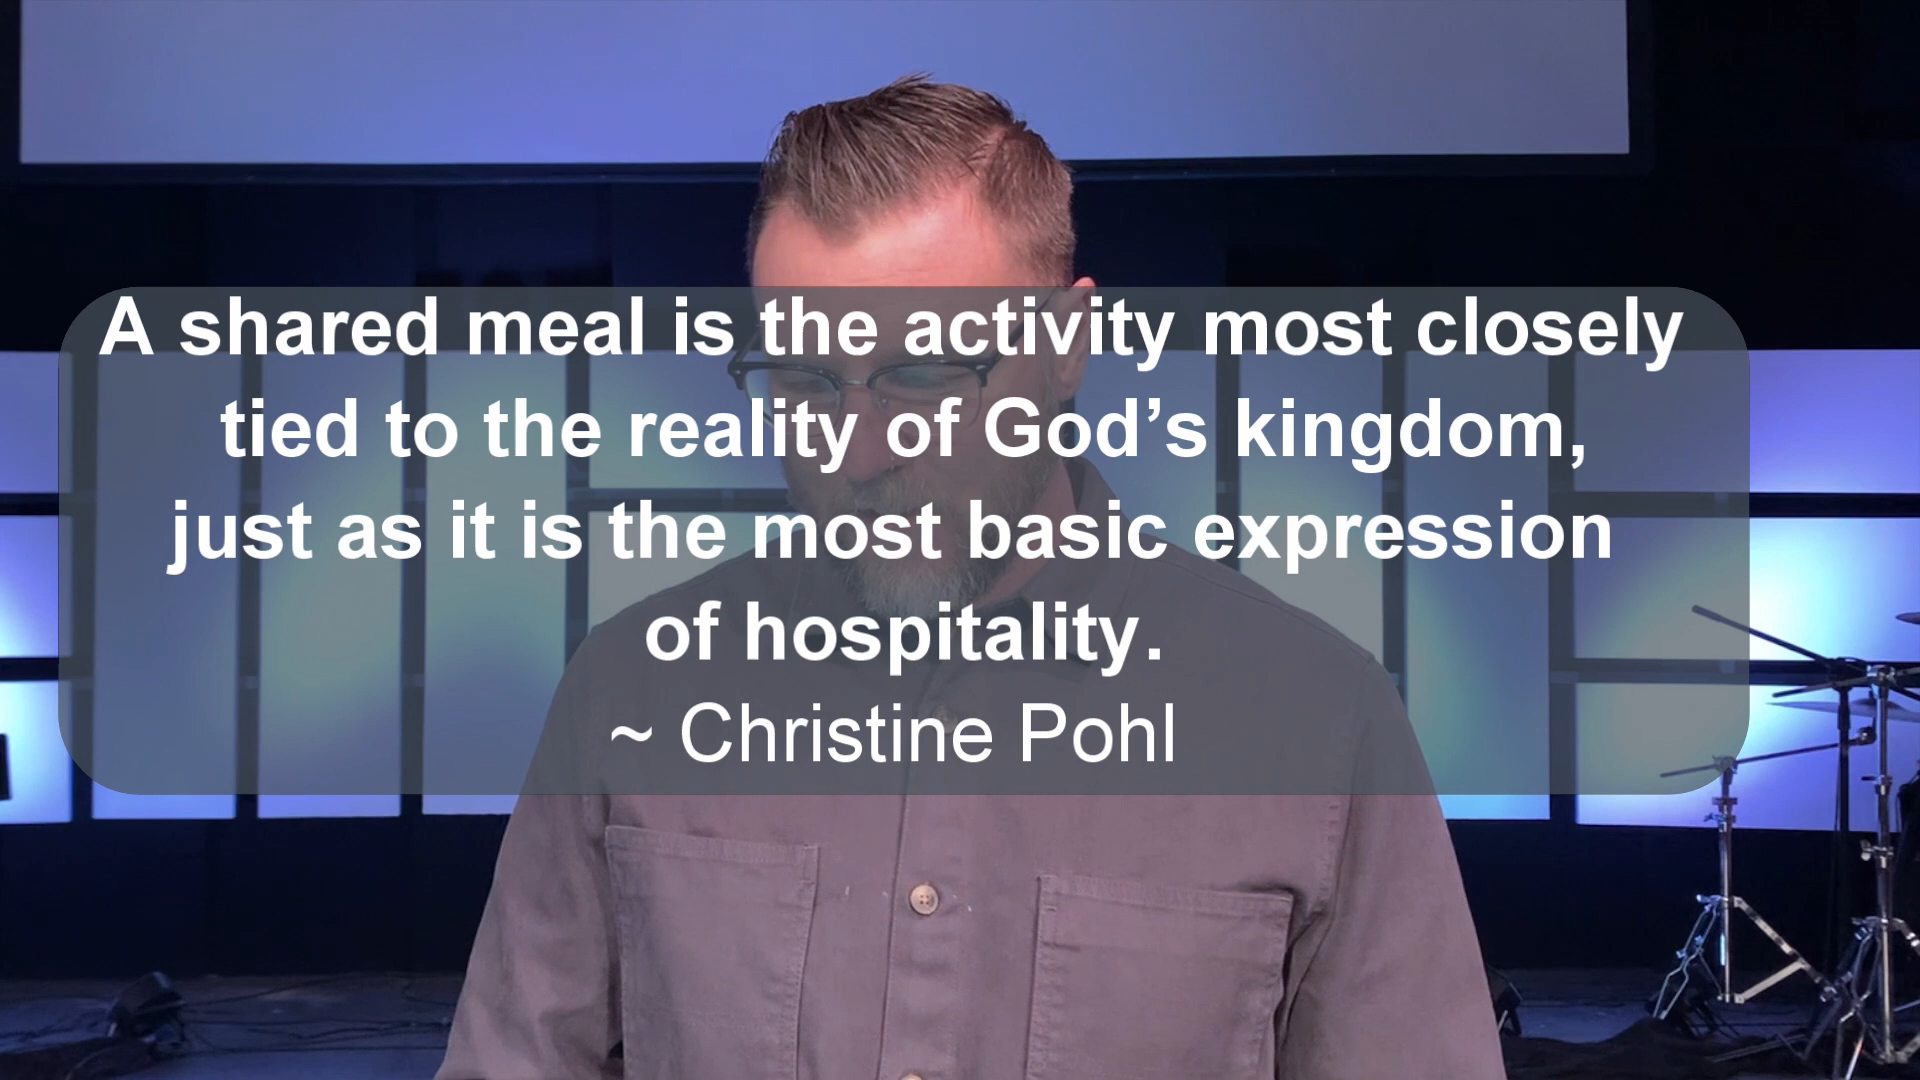 A shared meal is the activity most closely
tied to the reality of God’s kingdom,
just as it is the most basic expression
of hospitality.
~ Christine Pohl